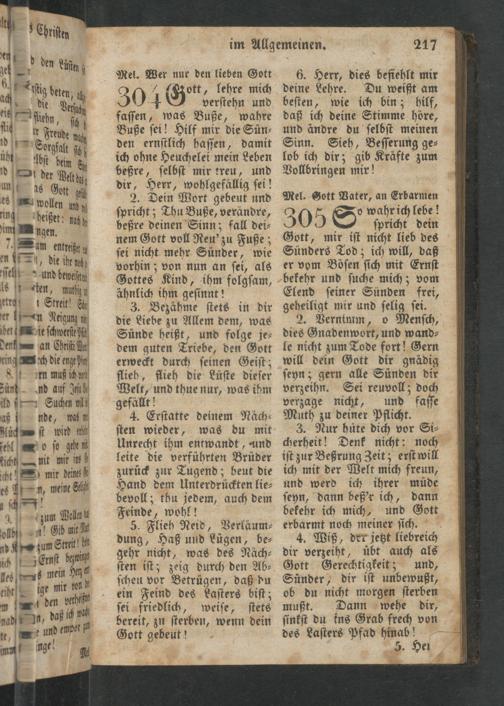 im Allgemeinen.
217
Mel. Wer nur den lieben Gott
304 Gott, lehre mich
verstehn und
fassen, was Buße, wahre
Buße sei! Hilf mir die Sün-
den ernstlich hassen, damit
ich ohne Heuchelei mein Leben
beßre, selbst mir treu, und
dir, Herr, wohlgefällig sei!
2. Dein Wort gebeut und
spricht; Thu Buße, verändre,
beßre deinen Sinn; fall dei-
nem Gott voll Reu' zu Fuße;
sei nicht mehr Sünder, wie
vorhin; von nun an sei, als
Gottes Kind, ihm folgsam,
ähnlich ihm gesinnt!
3. Bezähme stets in dir
die Liebe zu Allem dem, was
Sünde heißt, und folge je-
dem guten Triebe, den Gott
erweckt durch seinen Geist;
flieh, flieh die Lüste dieser
Welt, und thue nur, was ihm
gefällt!
4. Erstatte deinem Näch-
sten wieder, was du mit
Unrecht ihm entwandt, und
leite die verführten Brüder
zurück zur Tugend; beut die
Hand dem Unterdrückten lie-
bevoll; thu jedem, auch dem
Feinde, wohl!
5. Flieh Neid, Verläum-
dung, Haß und Lügen, be-
gehr nicht, was des Näch-
sten ist; zeig durch den Ab-
scheu vor Betrügen, daß du
ein Feind des Lasters bist;
sei friedlich, weise, stets
bereit, zu sterben, wenn dein
Gott gebeut!
6. Herr, dies befiehlt mir
deine Lehre. Du weißt am
besten, wie ich bin; hilf,
daß ich deine Stimme höre,
und ändre du selbst meinen
Sinn. Sieh, Besserung ge-
lob ich dir; gib Kräfte zum
Vollbringen mir!
Mel. Gott Vater, an Erbarmen
305 So wahr ich lebe!
spricht dein
Gott, mir ist nicht lieb des
Sünders Tod; ich will, daß
er vom Bösen sich mit Ernst
bekehr und suche mich; vom
Elend seiner Sünden frei,
geheiligt mir und selig sei.
2. Vernimm, o Mensch,
dies Gnadenwort, und wand-
le nicht zum Tode fort! Gern
will dein Gott dir gnädig
seyn; gern alle Sünden dir
verzeihn. Sei reuvoll; doch
verzage nicht, und fasse
Muth zu deiner Pflicht.
3. Nur hüte dich vor Si-
cherheit! Denk nicht: noch
ist zur Beßrung Zeit; erst will
ich mit der Welt mich freun,
und werd ich ihrer müde
seyn, dann beß'r ich, dann
bekehr ich mich, und Gott
erbarmt noch meiner sich.
4. Wiß, der jetzt liebreich
dir verzeiht, übt auch als
Gott Gerechtigkeit; und,
Sünder, dir ist unbewußt,
ob du nicht morgen sterben
mußt. Dann wehe dir,
sinkst du ins Grab frech von
des Lasters Pfad hinab!
5. Hei